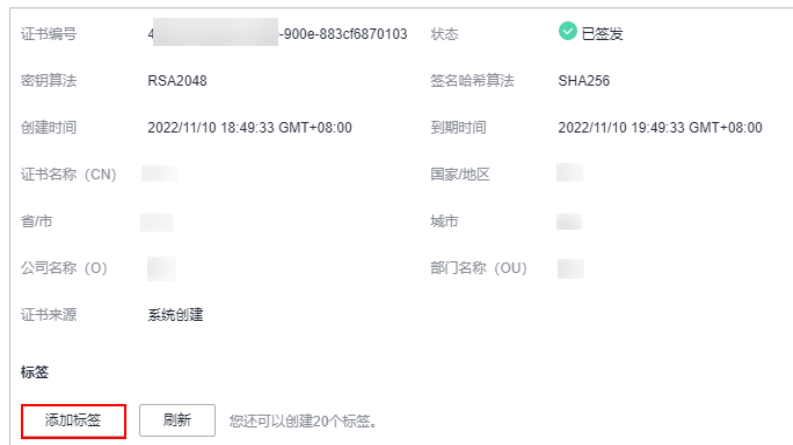 证书编号 4 -900e-883cf6870103 状态 已签发
密钥算法 RSA2048 签名哈希算法 SHA256
创建时间 2022/11/10 18:49:33 GMT+08:00 到期时间 2022/11/10 19:49:33 GMT+08:00
证书名称（CN） 国家/地区
省/市 城市
公司名称（O） 部门名称（OU）
证书来源 系统创建
标签
添加标签 刷新 您还可以创建20个标签。